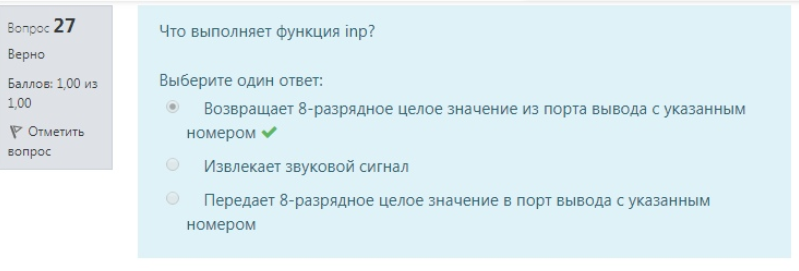 Вопрос 27
Верно
Баллов: 1,00 из
1,00
Отметить
вопрос
Что выполняет функция inp?
Выберите один ответ:
Возвращает 8-разрядное целое значение из порта вывода с указанным
номером
Извлекает звуковой сигнал
Передает 8-разрядное целое значение в порт вывода с указанным
номером